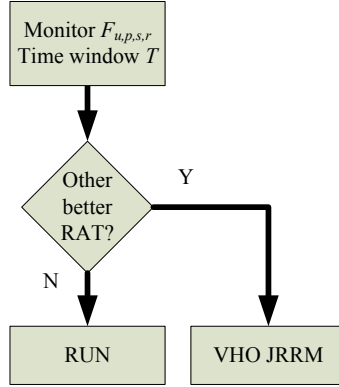 Monitor F_{u,p,s,r}
Time window T
Other
better
RAT?
Y
N
RUN
VHO JRRM